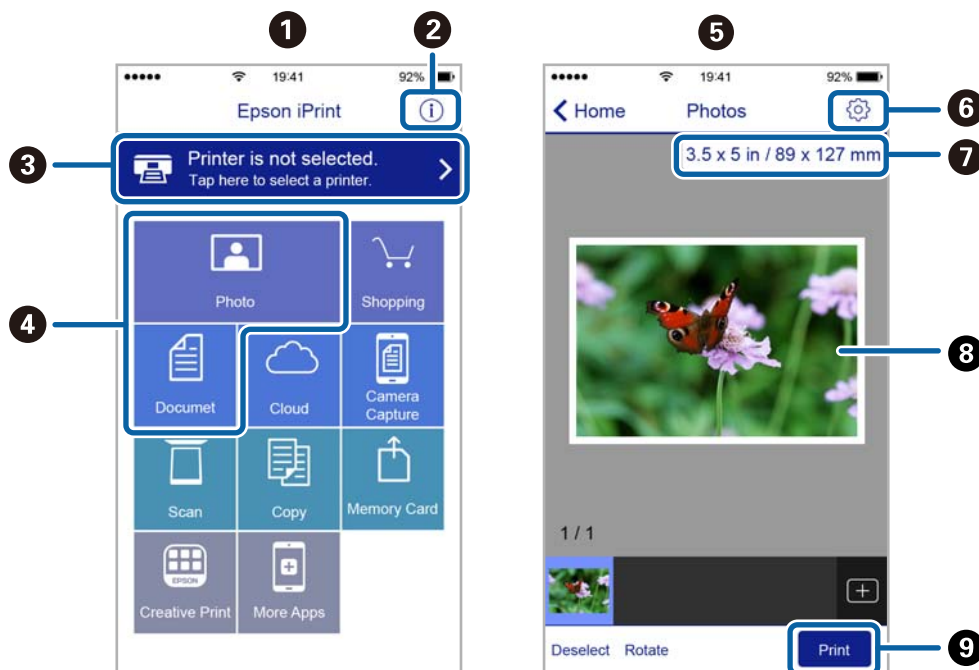 1
2
19:41
92%
Epson iPrint
i
3
Printer is not selected.
Tap here to select a printer.
4
Photo
Shopping
Documet
Cloud
Camera
Capture
Scan
Copy
Memory Card
EPSON
Creative Print
More Apps
5
19:41
92%
Home
Photos
6
3.5 x 5 in / 89 x 127 mm
7
8
1 / 1
Deselect
Rotate
Print
9